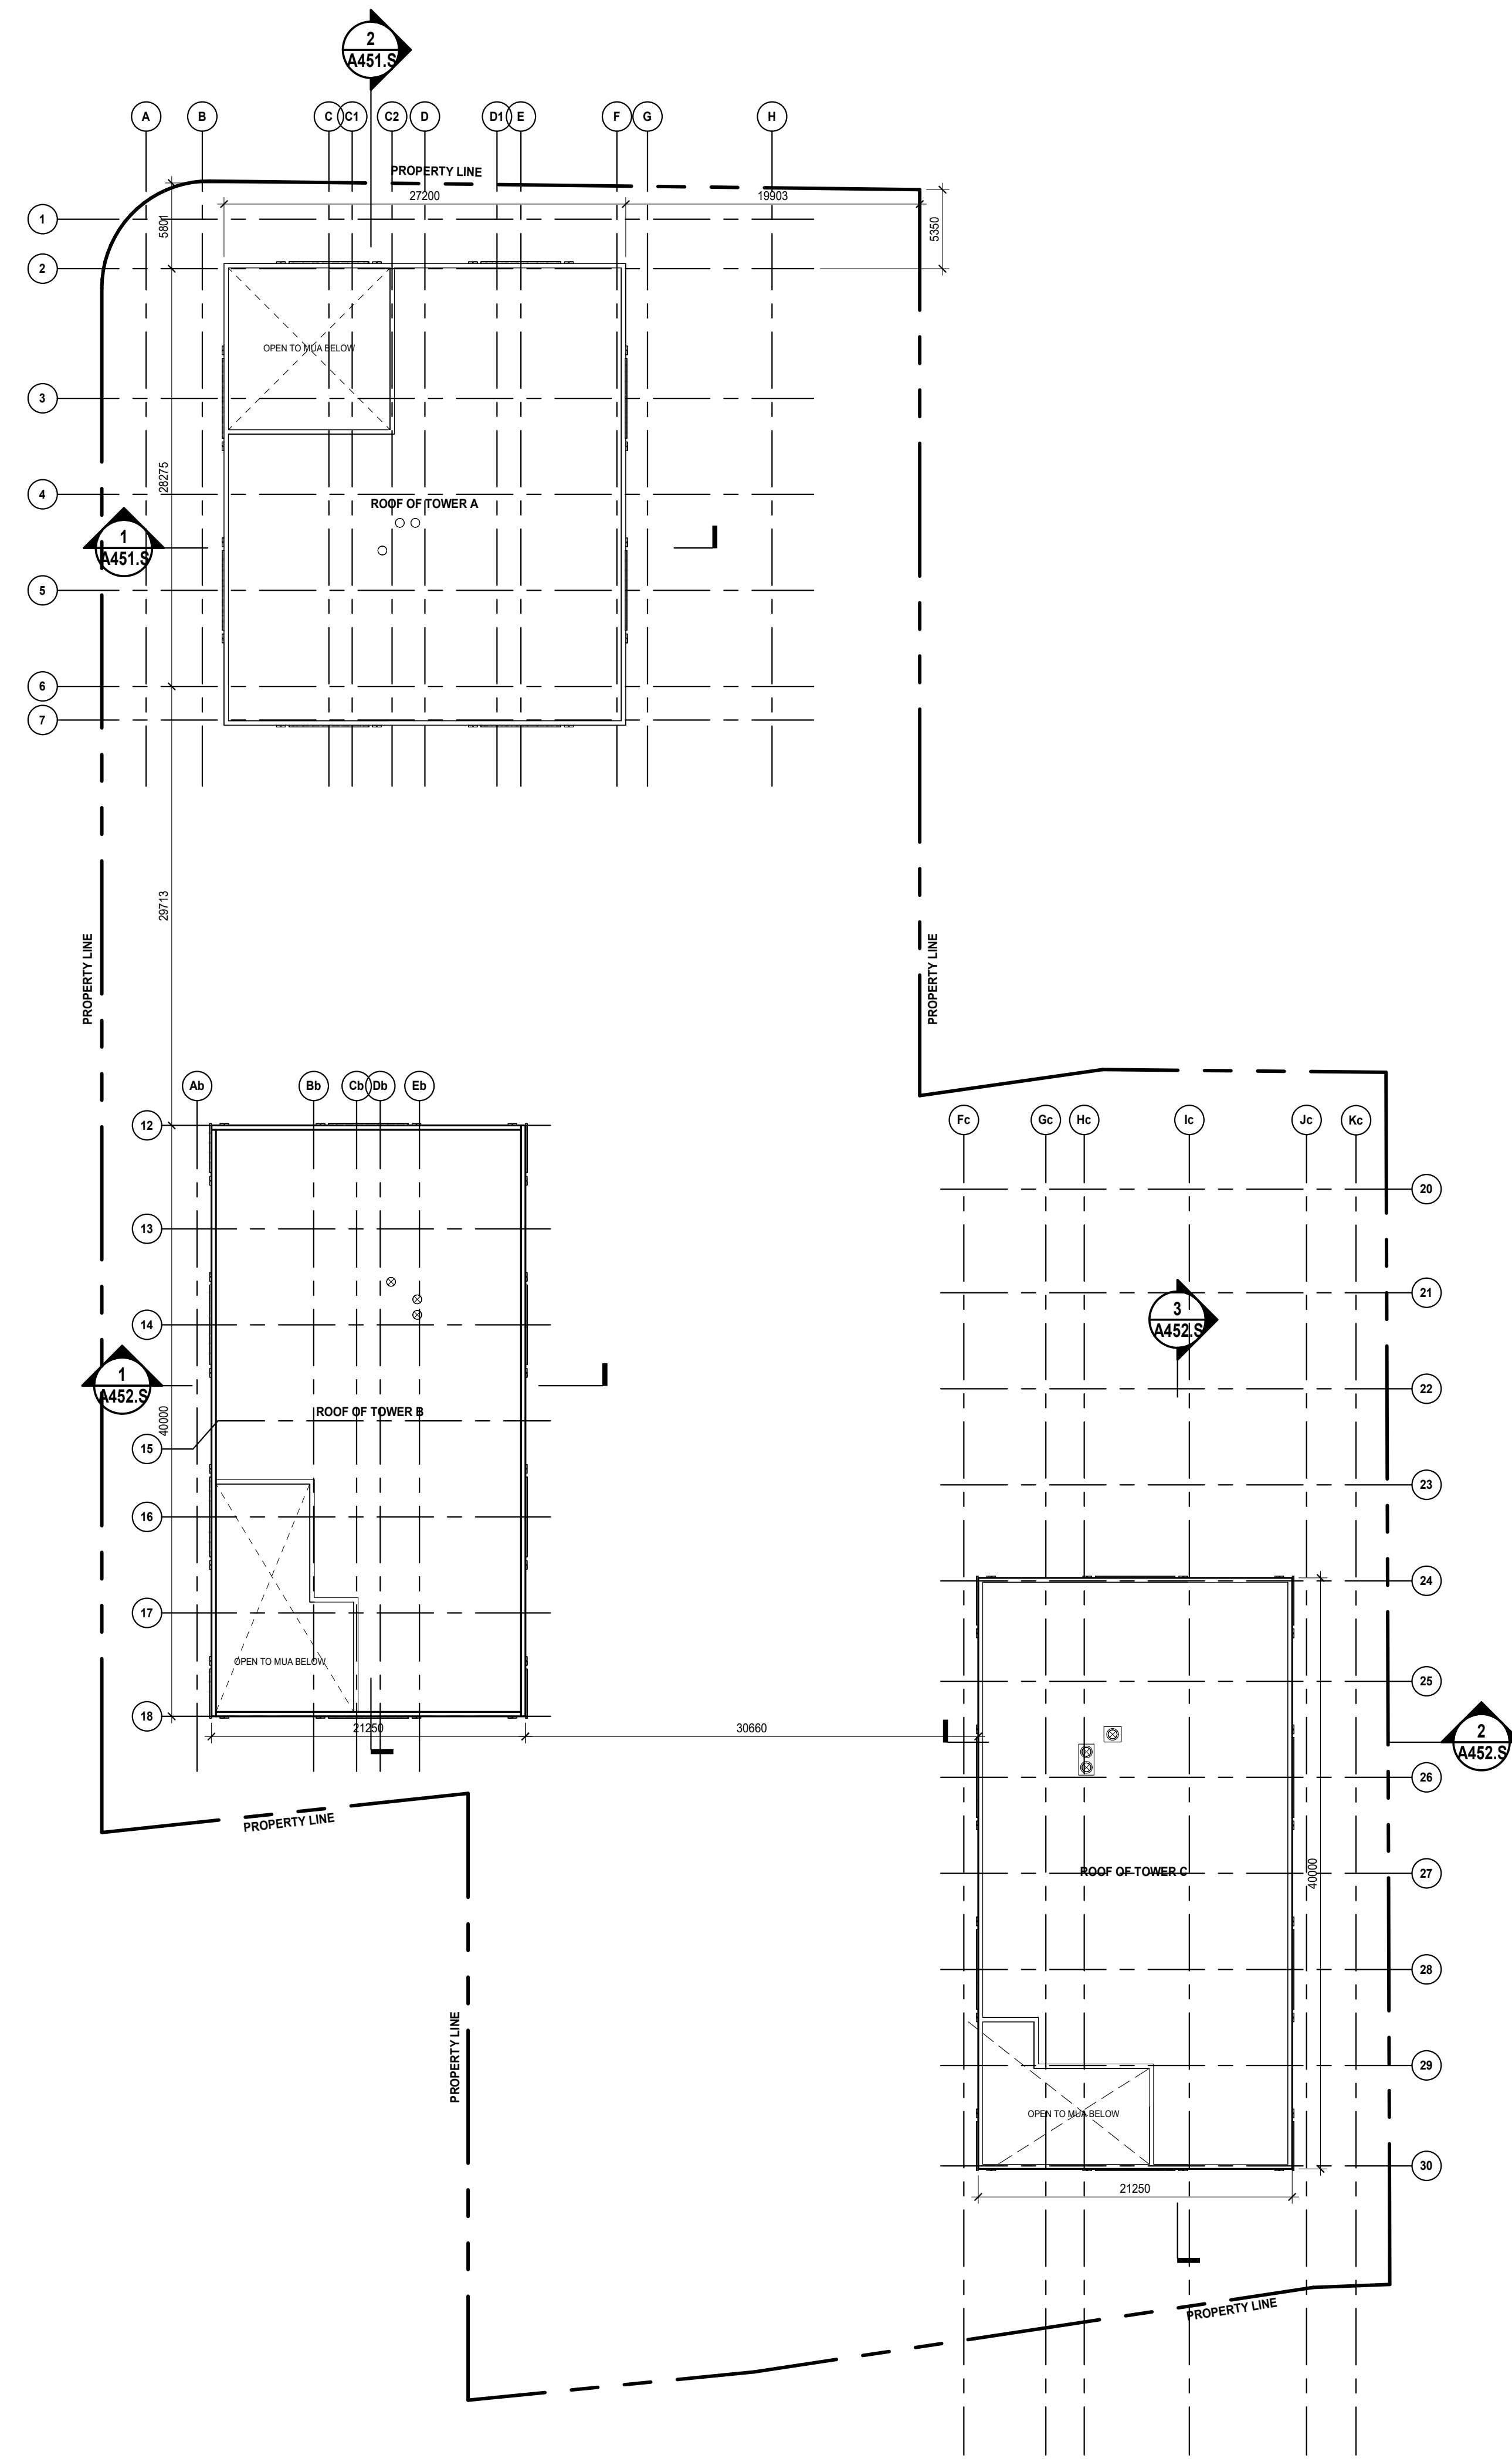 2
A451.S
A
B
C
C1
C2
D
D1
E
F
G
H
PROPERTY LINE
27200
19903
1
5801
5350
2
OPEN TO MUA BELOW
3
28275
4
ROOF OF TOWER A
1
A451.S
5
6
7
29713
PROPERTY LINE
PROPERTY LINE
Ab
Bb
Cb
Db
Eb
Fc
Gc
Hc
Ic
Jc
Kc
12
20
13
21
14
3
A452.S
1
A452.S
22
40000
ROOF OF TOWER B
15
23
16
24
17
OPEN TO MUA BELOW
25
18
21250
30660
2
A452.S
26
PROPERTY LINE
ROOF OF TOWER C
40000
27
28
PROPERTY LINE
29
OPEN TO MUA BELOW
30
21250
PROPERTY LINE